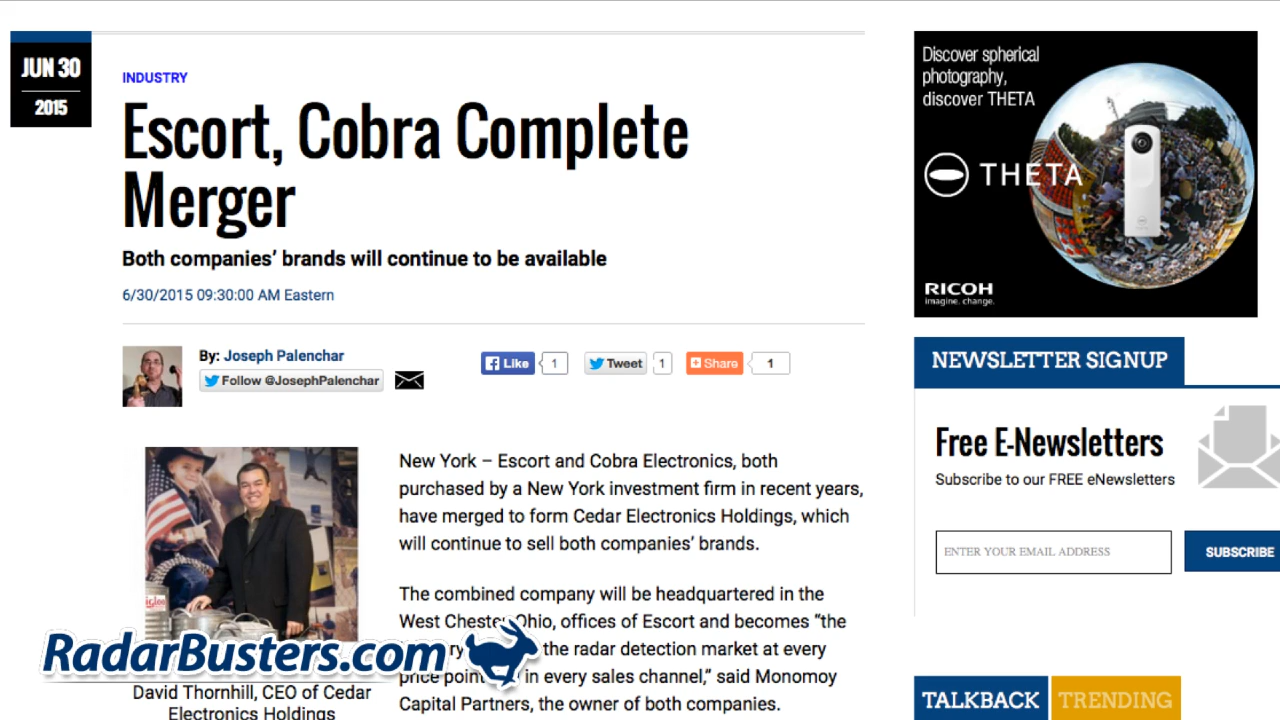 JUN 30
2015
INDUSTRY
Escort, Cobra Complete
Merger
Both companies’ brands will continue to be available
6/30/2015 09:30:00 AM Eastern
By: Joseph Palenchar
Follow @JosephPalenchar
Like 1
Tweet 1
Share 1
New York – Escort and Cobra Electronics, both
purchased by a New York investment firm in recent years,
have merged to form Cedar Electronics Holdings, which
will continue to sell both companies’ brands.
The combined company will be headquartered in the
West Chester, Ohio, offices of Escort and becomes “the
the radar detection market at every
price point in every sales channel,” said Monomoy
Capital Partners, the owner of both companies.
David Thornhill, CEO of Cedar
Electronics Holdings
RadarBusters.com
Discover spherical
photography,
discover THETA
THETA
RICOH
imagine. change.
NEWSLETTER SIGNUP
Free E-Newsletters
Subscribe to our FREE eNewsletters
ENTER YOUR EMAIL ADDRESS
SUBSCRIBE
TALKBACK
TRENDING